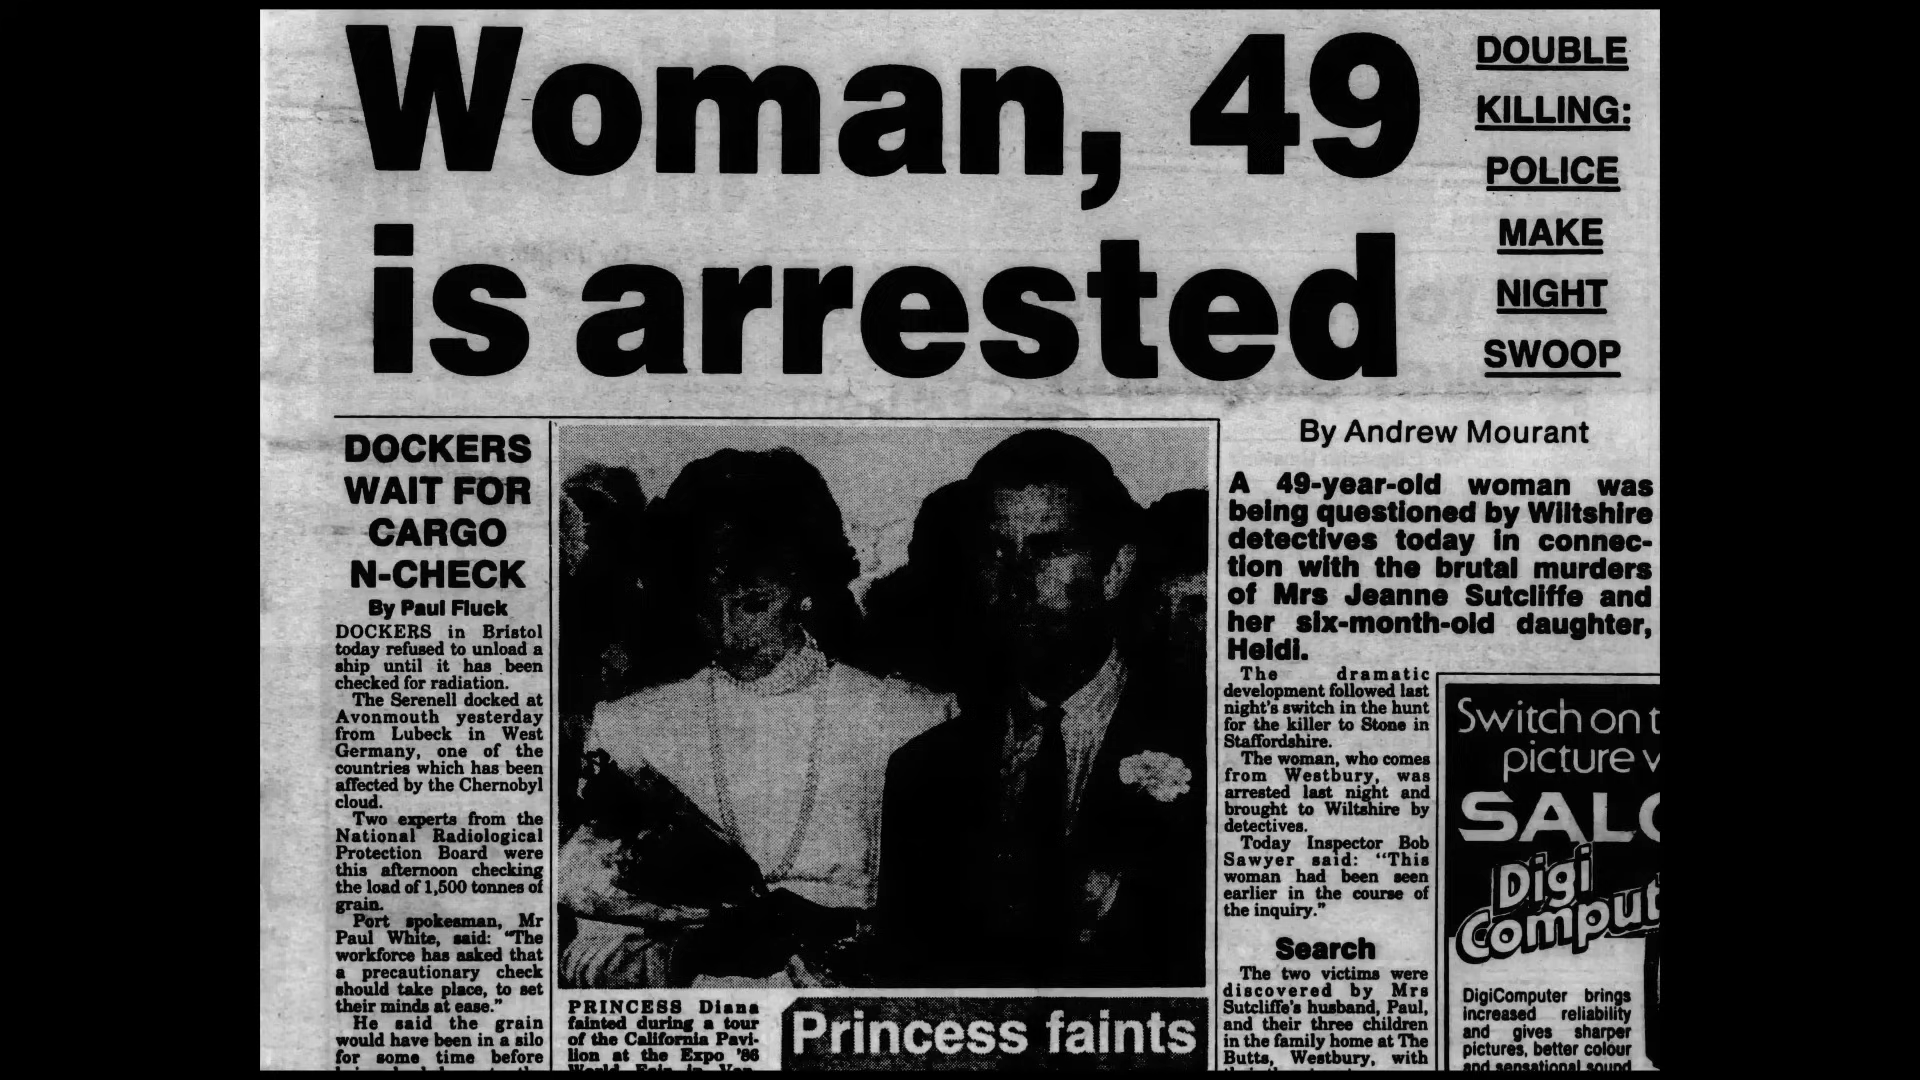 Woman, 49
is arrested
DOUBLE
KILLING:
POLICE
MAKE
NIGHT
SWOOP
DOCKERS
WAIT FOR
CARGO
N-CHECK
By Paul Fluck
DOCKERS in Bristol
today refused to unload a
ship until it has been
checked for radiation.
The Serenell docked at
Avonmouth yesterday
from Lubeck in West
Germany, one of the
countries which has been
affected by the Chernobyl
cloud.
Two experts from the
National Radiological
Protection Board were
this afternoon checking
the load of 1,500 tonnes of
grain.
Port spokesman, Mr
Paul White, said: "The
workforce has asked that
a precautionary check
should take place, to set
their minds at ease."
He said the grain
would have been in a silo
for some time before
PRINCESS Diana
fainted during a tour
of the California Pavi-
lion at the Expo '86
World Fair in Van-
Princess faints
By Andrew Mourant
A 49-year-old woman was
being questioned by Wiltshire
detectives today in connec-
tion with the brutal murders
of Mrs Jeanne Sutcliffe and
her six-month-old daughter,
Heidi.
The dramatic
development followed last
night's switch in the hunt
for the killer to Stone in
Staffordshire.
The woman, who comes
from Westbury, was
arrested last night and
brought to Wiltshire by
detectives.
Today Inspector Bob
Sawyer said: "This
woman had been seen
earlier in the course of
the inquiry."
Search
The two victims were
discovered by Mrs
Sutcliffe's husband, Paul,
and their three children
in the family home at The
Butts, Westbury, with
Switch on t
picture v
SALO
Digi
Comput
DigiComputer brings
increased reliability
and gives sharper
pictures, better colour
and sensational sound